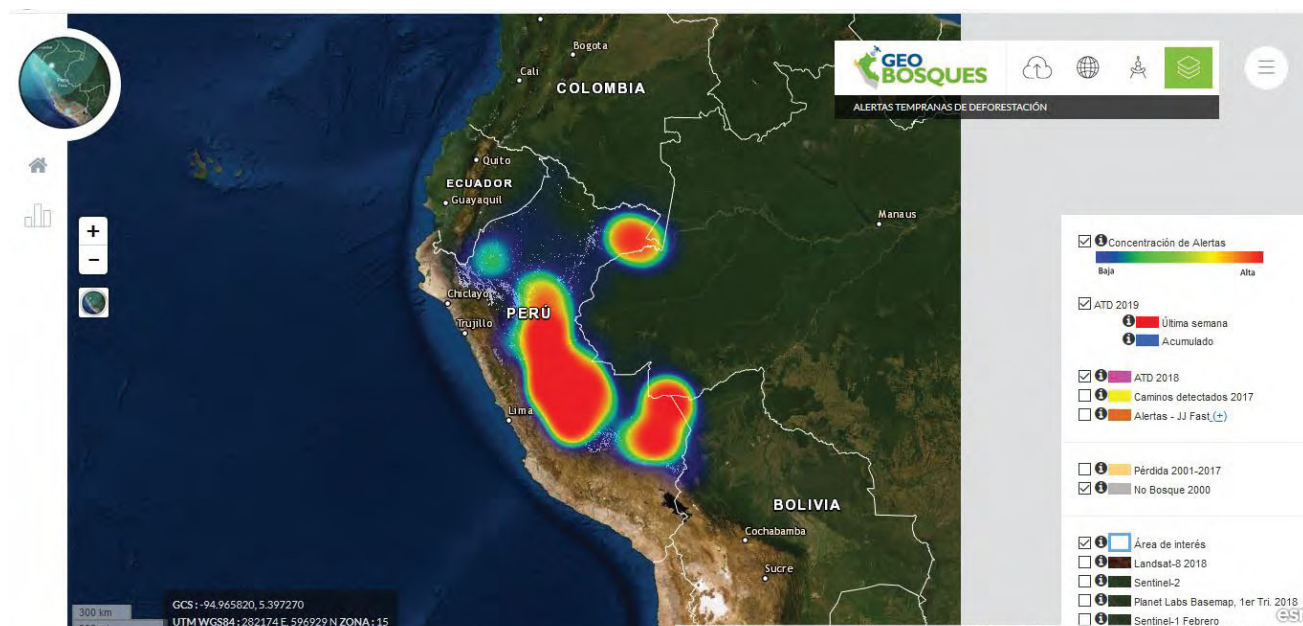 GEO
BOSQUES
ALERTAS TEMPRANAS DE DEFORESTACIÓN
Bogota
Cali
COLOMBIA
Quito
ECUADOR
Guayaquil
Manaus
Chiclayo
PERÚ
Trujillo
Lima
BOLIVIA
Cochabamba
Sucre
+
−
Concentración de Alertas
Baja Alta
ATD 2019
Última semana
Acumulado
ATD 2018
Caminos detectados 2017
Alertas - JJ Fast (+)
Pérdida 2001-2017
No Bosque 2000
Área de interés
Landsat-8 2018
Sentinel-2
Planet Labs Basemap, 1er Tri. 2018
Sentinel-1 Febrero
300 km
GCS : -94.965820, 5.397270
UTM WGS84 : 282174 E, 596929 N ZONA : 15